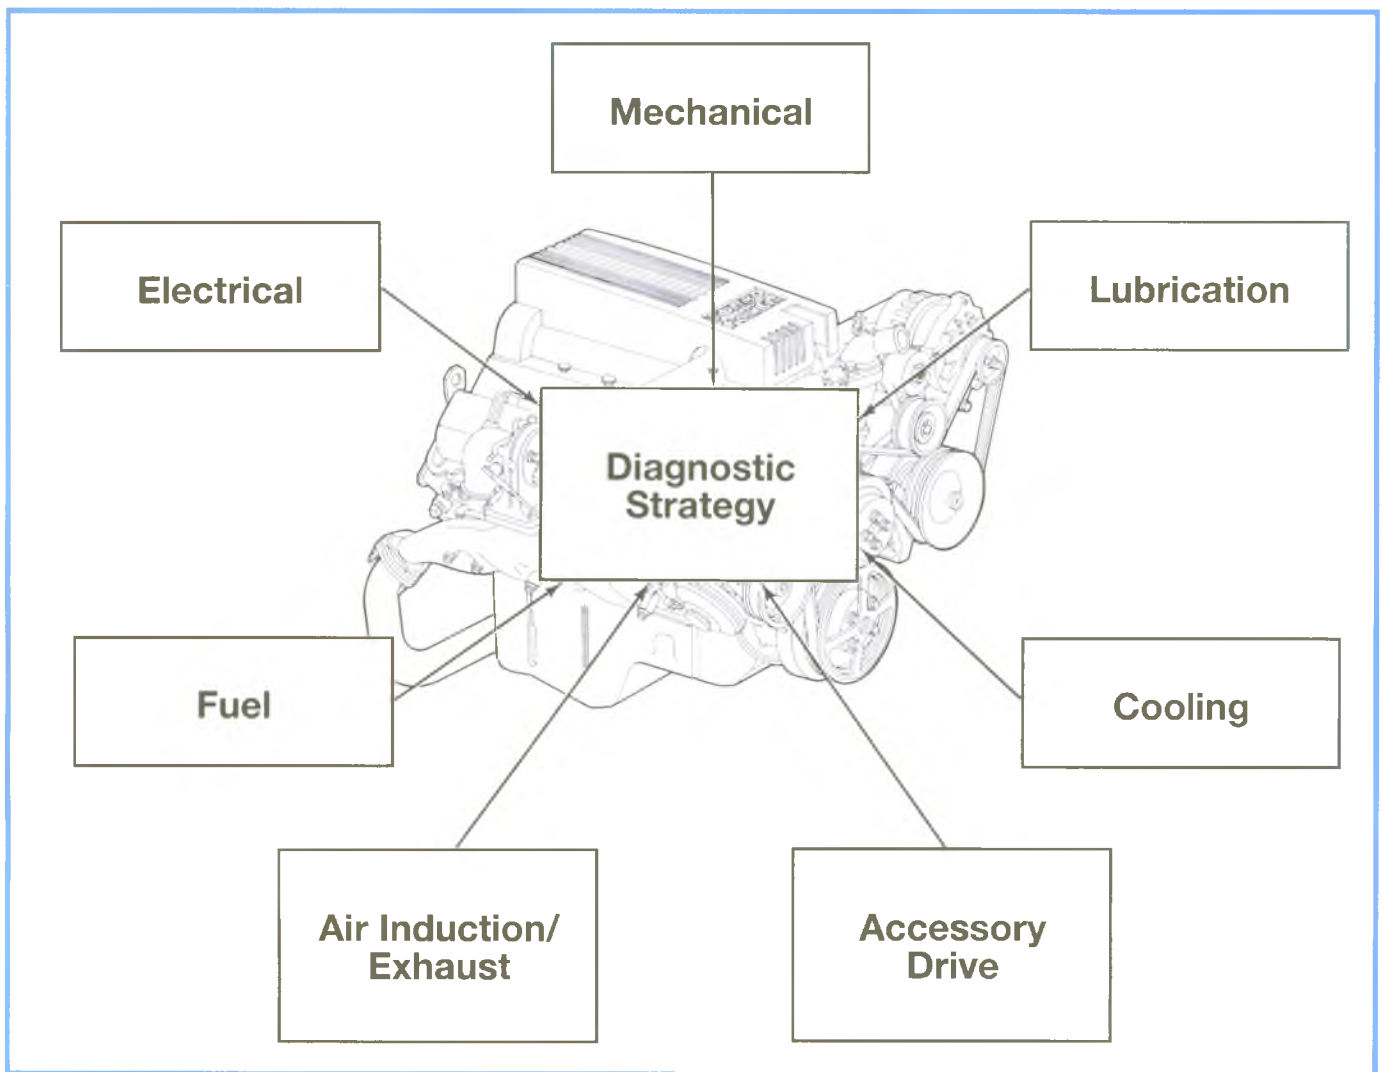 Mechanical
Electrical
Lubrication
Diagnostic
Strategy
Fuel
Cooling
Air Induction/
Exhaust
Accessory
Drive